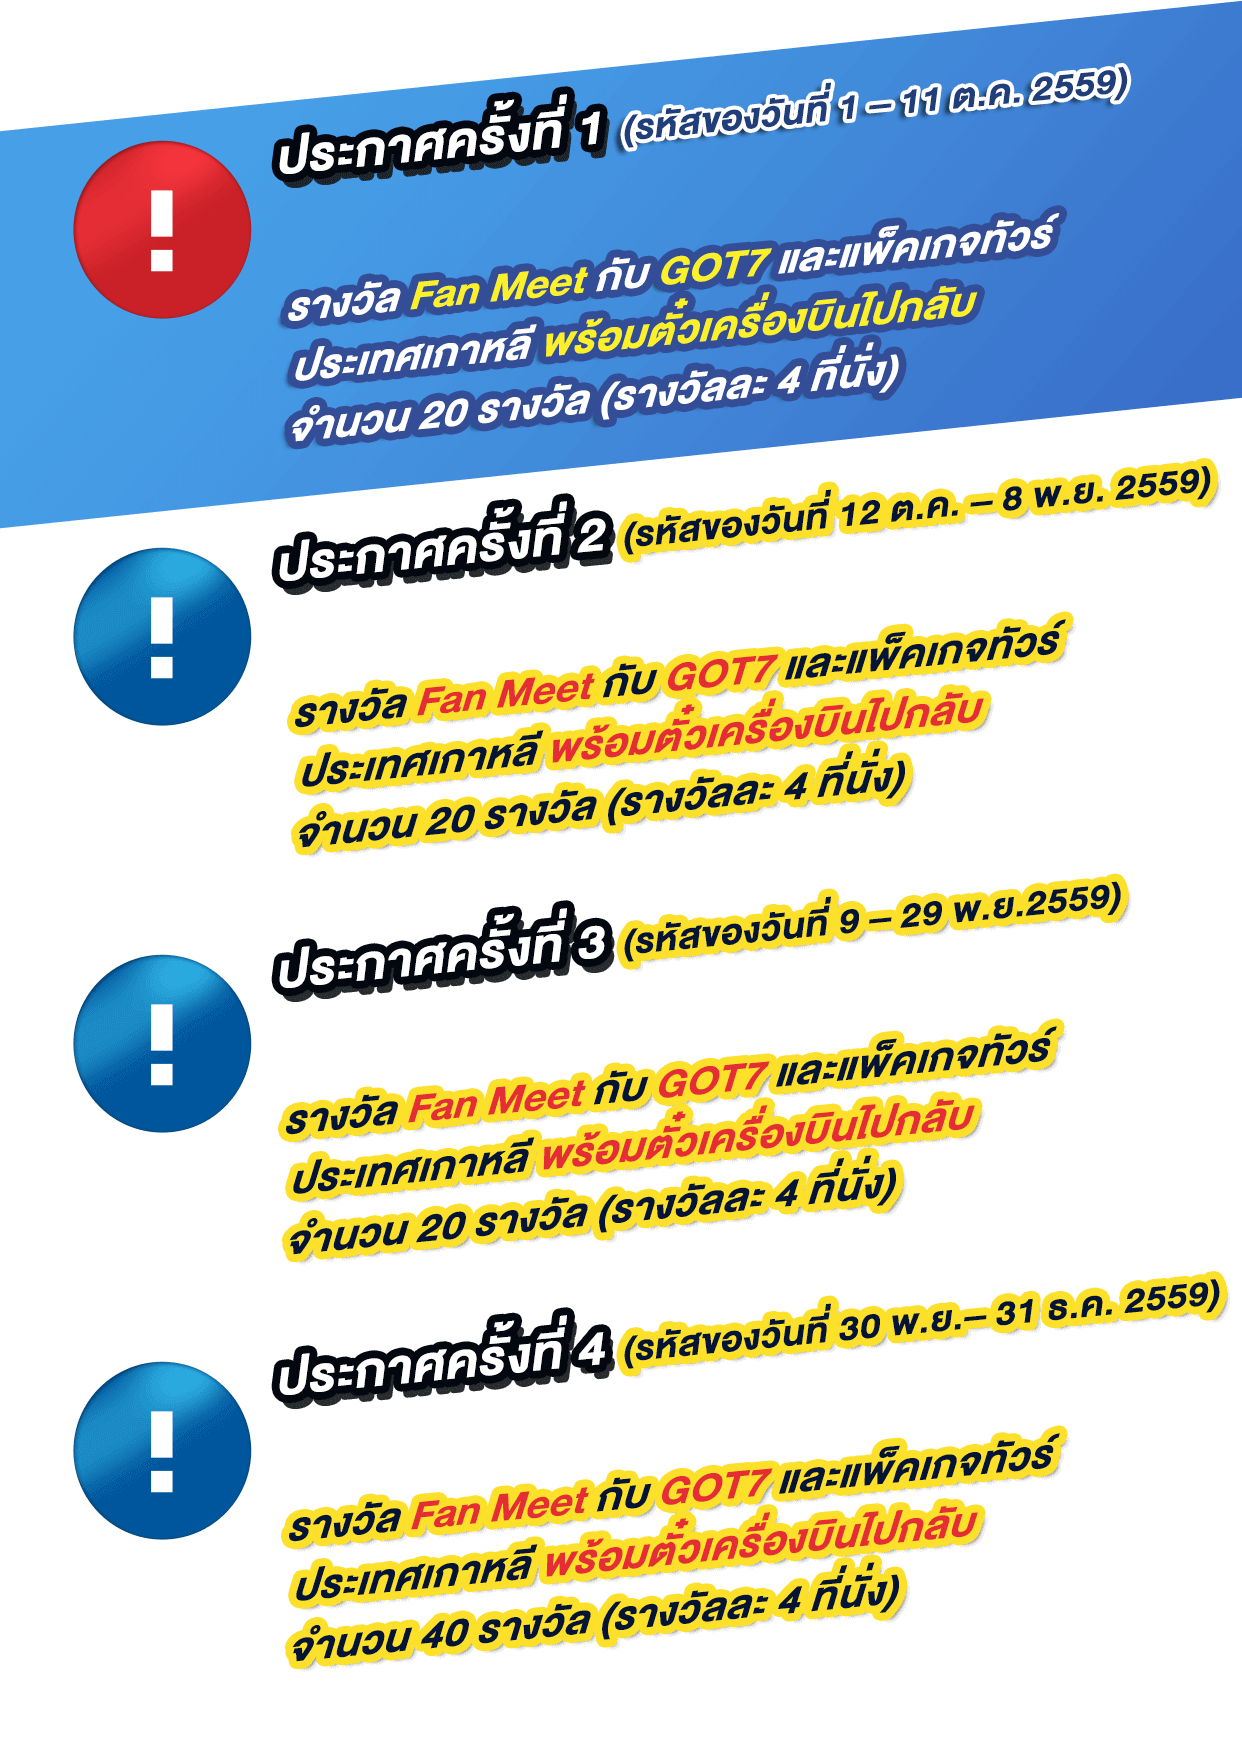 ประกาศครั้งที่ 1 (รหัสของวันที่ 1 – 11 ต.ค. 2559)
รางวัล Fan Meet กับ GOT7 และแพ็คเกจทัวร์
ประเทศเกาหลี พร้อมตั๋วเครื่องบินไปกลับ
จำนวน 20 รางวัล (รางวัลละ 4 ที่นั่ง)
ประกาศครั้งที่ 2 (รหัสของวันที่ 12 ต.ค. – 8 พ.ย. 2559)
รางวัล Fan Meet กับ GOT7 และแพ็คเกจทัวร์
ประเทศเกาหลี พร้อมตั๋วเครื่องบินไปกลับ
จำนวน 20 รางวัล (รางวัลละ 4 ที่นั่ง)
ประกาศครั้งที่ 3 (รหัสของวันที่ 9 – 29 พ.ย.2559)
รางวัล Fan Meet กับ GOT7 และแพ็คเกจทัวร์
ประเทศเกาหลี พร้อมตั๋วเครื่องบินไปกลับ
จำนวน 20 รางวัล (รางวัลละ 4 ที่นั่ง)
ประกาศครั้งที่ 4 (รหัสของวันที่ 30 พ.ย.– 31 ธ.ค. 2559)
รางวัล Fan Meet กับ GOT7 และแพ็คเกจทัวร์
ประเทศเกาหลี พร้อมตั๋วเครื่องบินไปกลับ
จำนวน 40 รางวัล (รางวัลละ 4 ที่นั่ง)